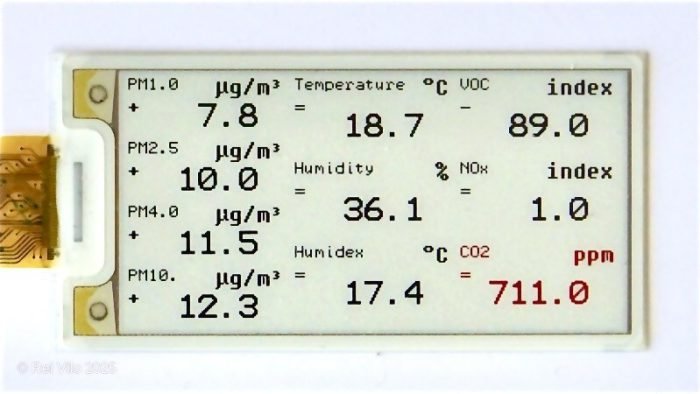 PM1.0 µg/m³
+ 7.8
PM2.5 µg/m³
+ 10.0
PM4.0 µg/m³
+ 11.5
PM10. µg/m³
+ 12.3
Temperature °C
= 18.7
Humidity %
= 36.1
Humidex °C
= 17.4
VOC index
− 89.0
NOx index
= 1.0
CO2 ppm
= 711.0
© Rei Vilo 2025